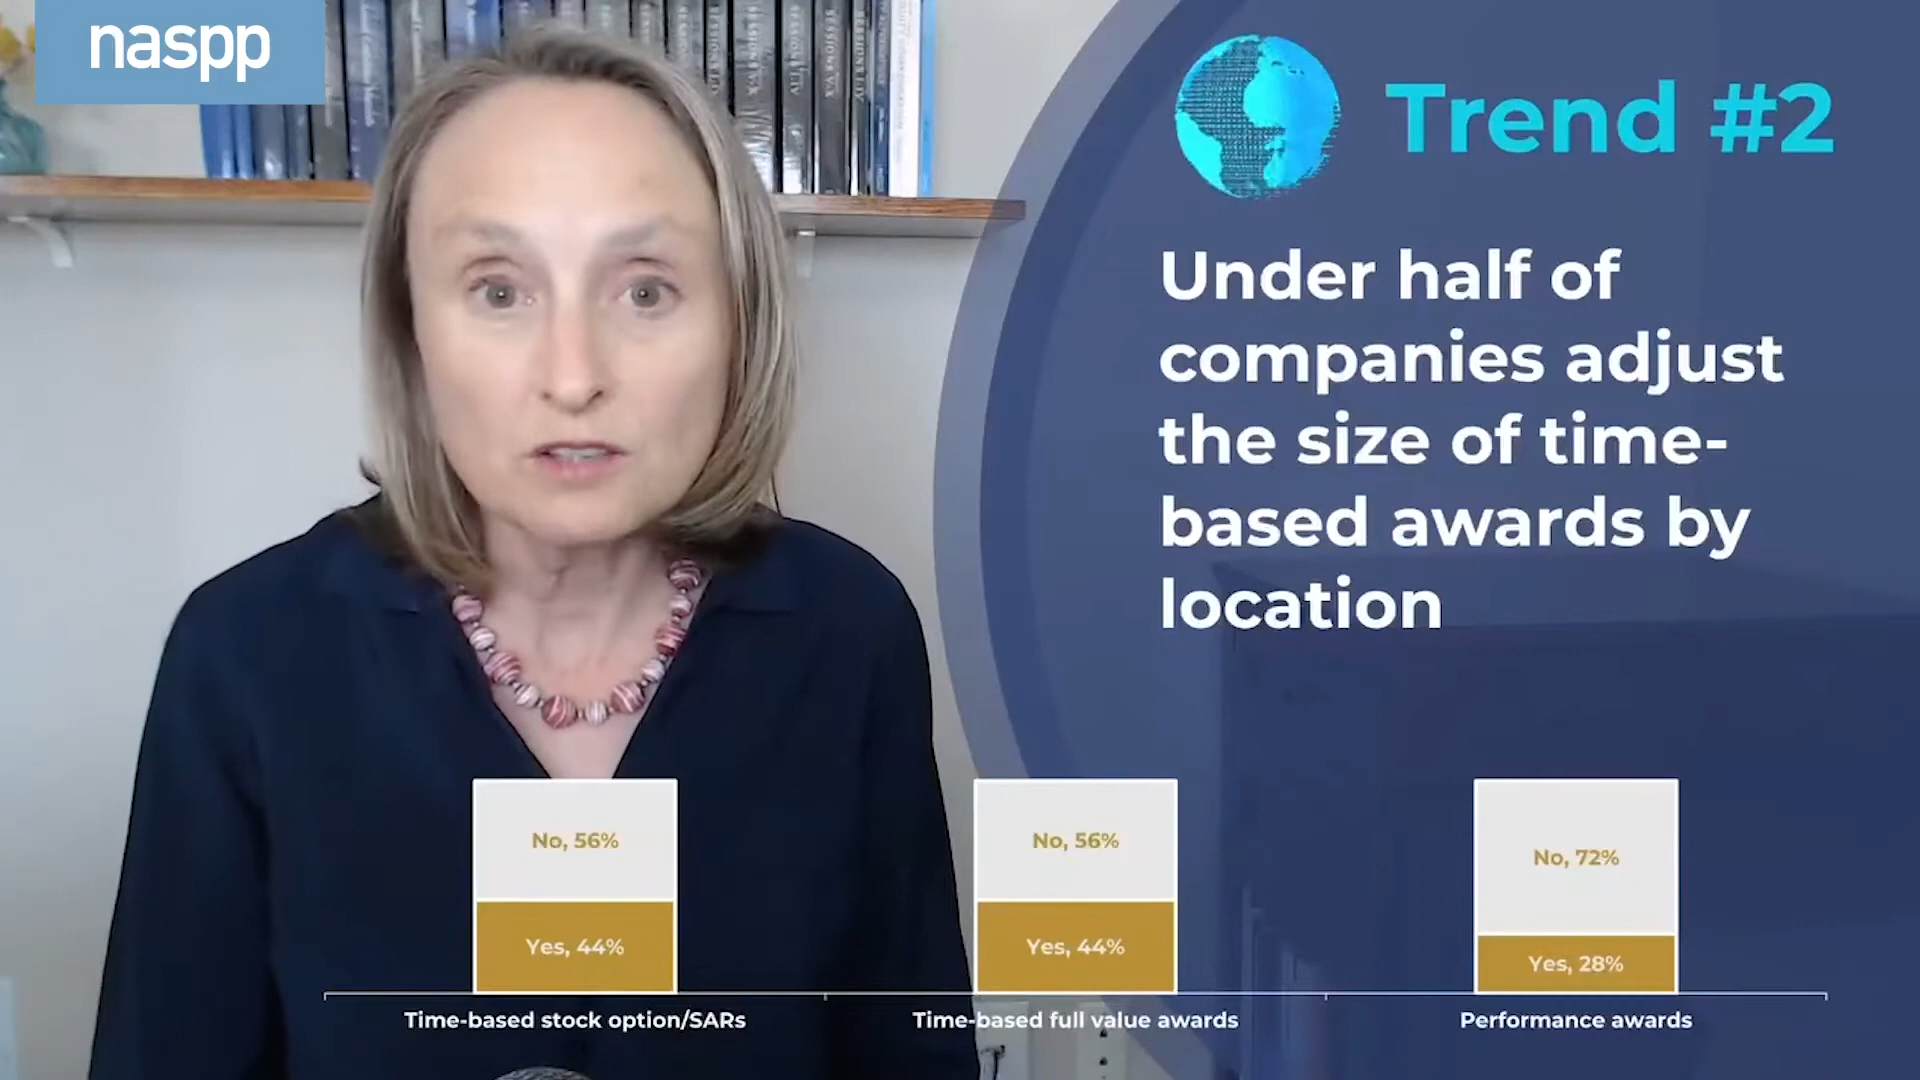 naspp
Trend #2
Under half of
companies adjust
the size of time-
based awards by
location
No, 56%
No, 56%
No, 72%
Yes, 44%
Yes, 44%
Yes, 28%
Time-based stock option/SARs
Time-based full value awards
Performance awards